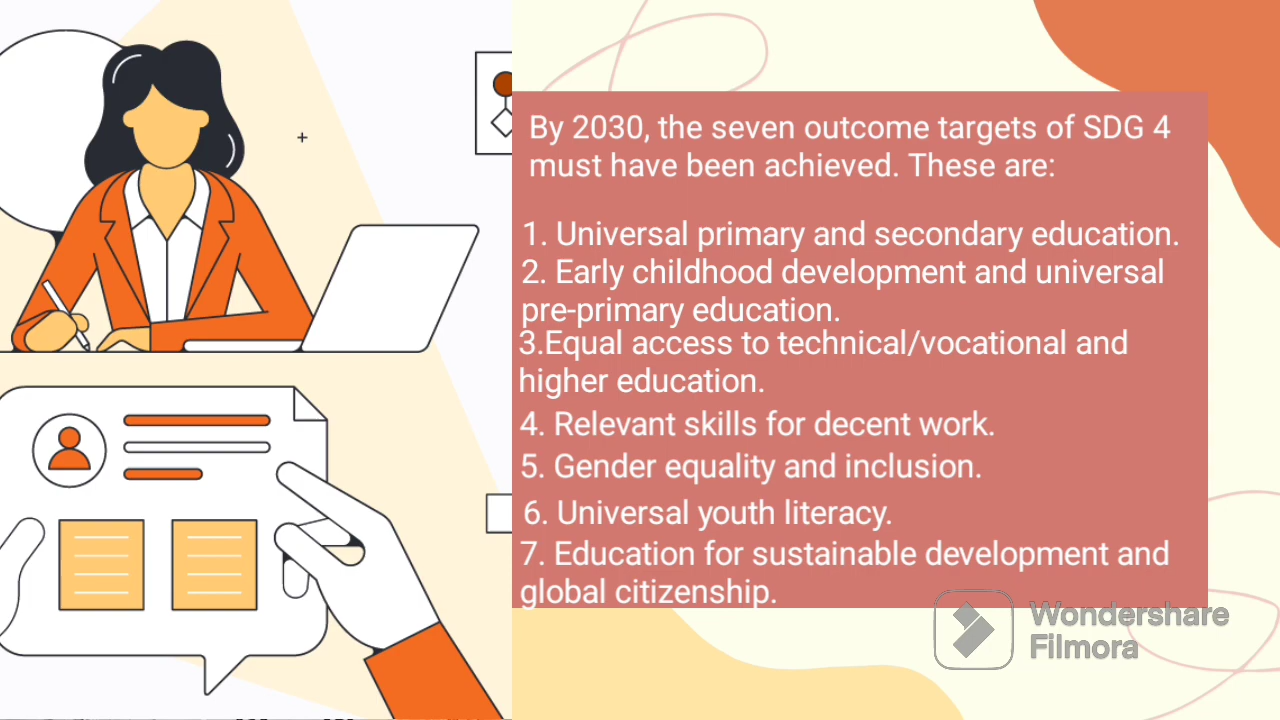 By 2030, the seven outcome targets of SDG 4
must have been achieved. These are:
1. Universal primary and secondary education.
2. Early childhood development and universal
pre-primary education.
3.Equal access to technical/vocational and
higher education.
4. Relevant skills for decent work.
5. Gender equality and inclusion.
6. Universal youth literacy.
7. Education for sustainable development and
global citizenship.
Wondershare
Filmora